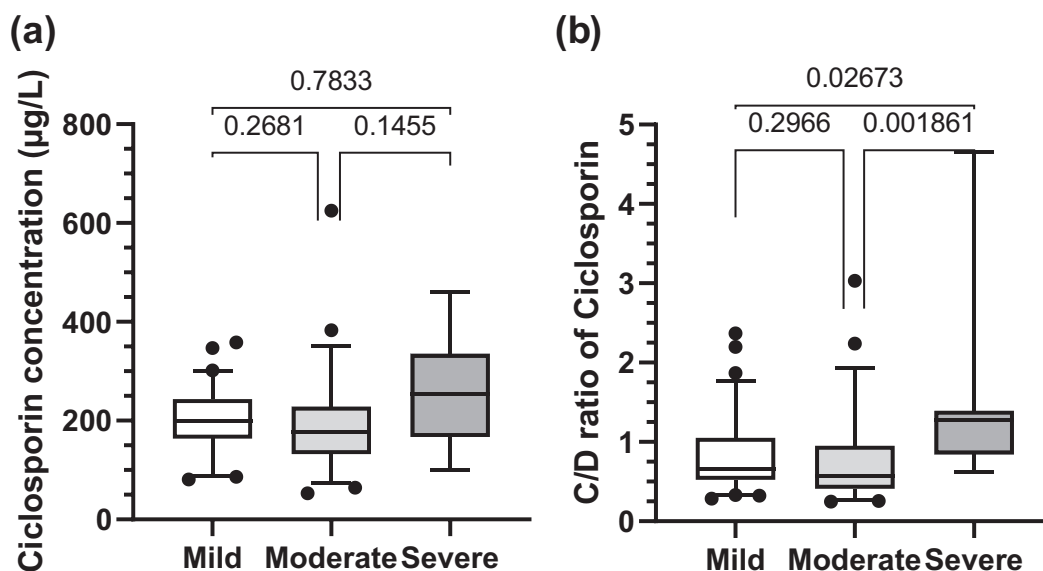 (a)
Ciclosporin concentration (µg/L)
0.7833
0.2681
0.1455
800
600
400
200
0
Mild
Moderate
Severe
(b)
C/D ratio of Ciclosporin
0.02673
0.2966
0.001861
5
4
3
2
1
0
Mild
Moderate
Severe